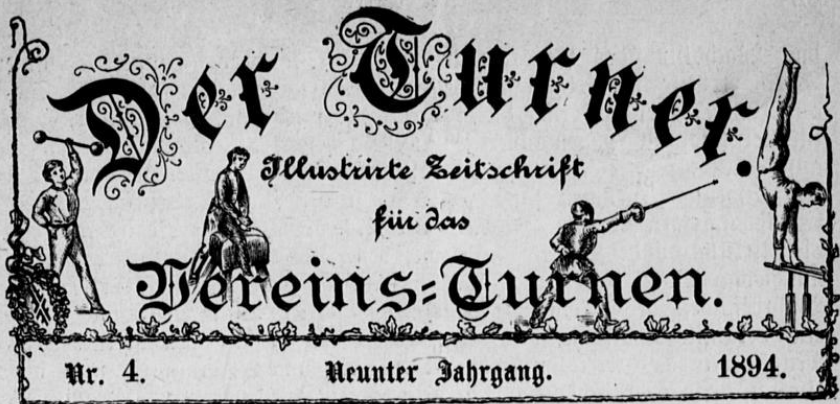 Der Turner.
Illustrirte Zeitschrift
für das
Vereins=Turnen.
Nr. 4. Neunter Jahrgang. 1894.